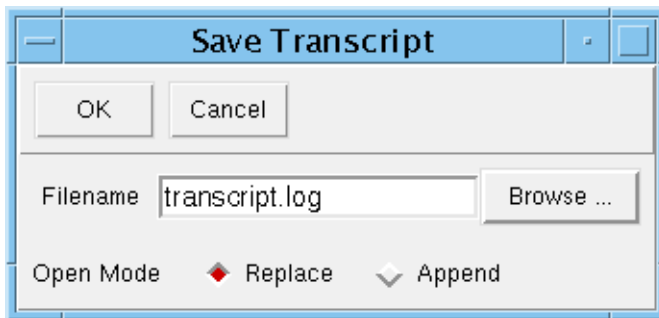 Save Transcript
OK Cancel
Filename transcript.log Browse ...
Open Mode Replace Append